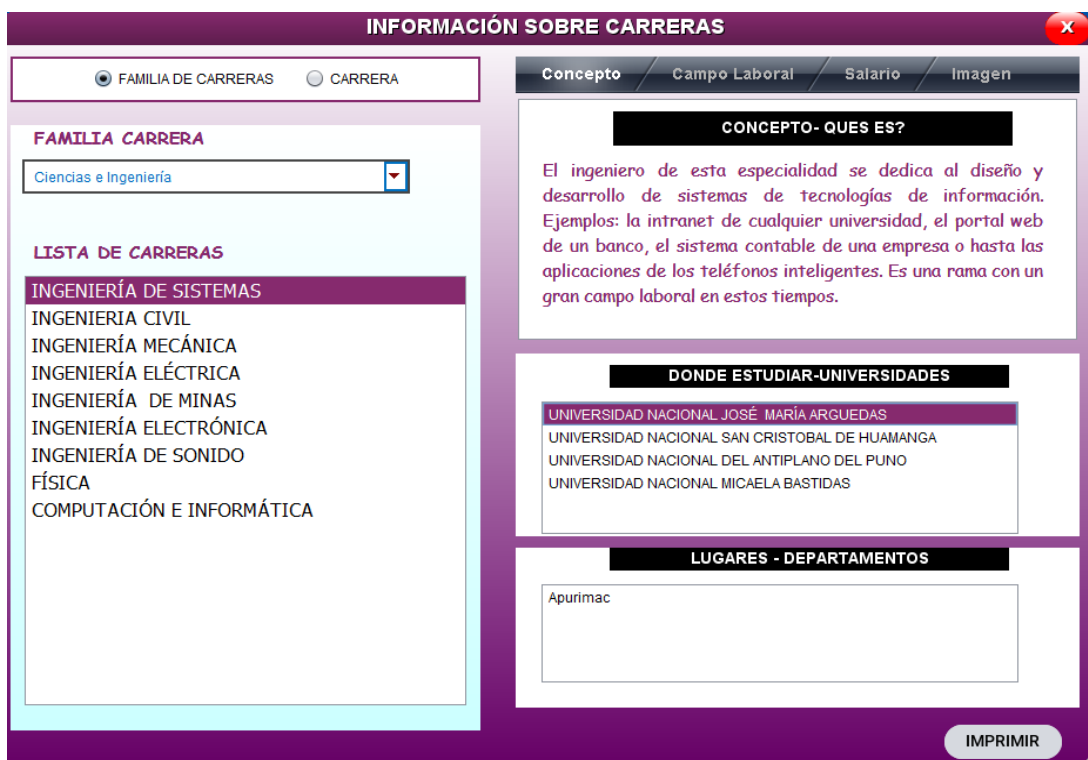 INFORMACIÓN SOBRE CARRERAS
X
FAMILIA DE CARRERAS
CARRERA
FAMILIA CARRERA
Ciencias e Ingeniería
LISTA DE CARRERAS
INGENIERÍA DE SISTEMAS
INGENIERIA CIVIL
INGENIERÍA MECÁNICA
INGENIERÍA ELÉCTRICA
INGENIERÍA DE MINAS
INGENIERÍA ELECTRÓNICA
INGENIERÍA DE SONIDO
FÍSICA
COMPUTACIÓN E INFORMÁTICA
Concepto
Campo Laboral
Salario
Imagen
CONCEPTO- QUES ES?
El ingeniero de esta especialidad se dedica al diseño y
desarrollo de sistemas de tecnologías de información.
Ejemplos: la intranet de cualquier universidad, el portal web
de un banco, el sistema contable de una empresa o hasta las
aplicaciones de los teléfonos inteligentes. Es una rama con un
gran campo laboral en estos tiempos.
DONDE ESTUDIAR-UNIVERSIDADES
UNIVERSIDAD NACIONAL JOSÉ MARÍA ARGUEDAS
UNIVERSIDAD NACIONAL SAN CRISTOBAL DE HUAMANGA
UNIVERSIDAD NACIONAL DEL ANTIPLANO DEL PUNO
UNIVERSIDAD NACIONAL MICAELA BASTIDAS
LUGARES - DEPARTAMENTOS
Apurimac
IMPRIMIR